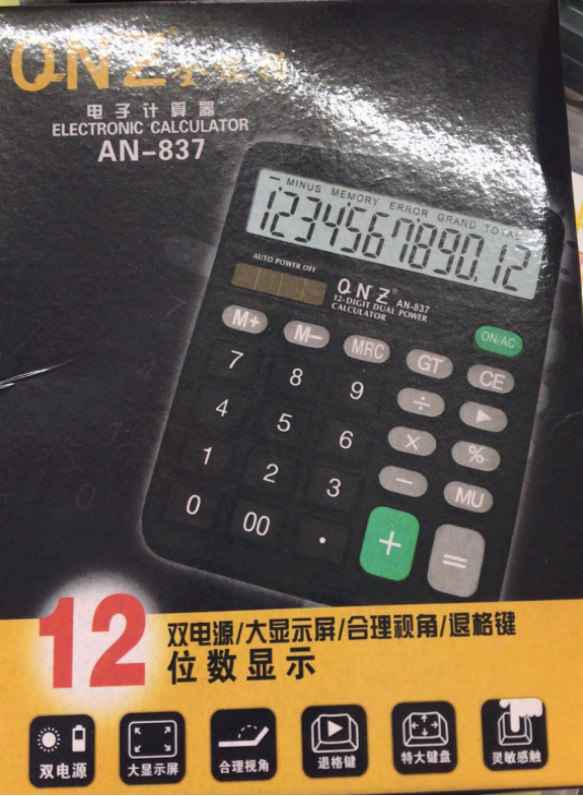 QNZ
电子计算器
ELECTRONIC CALCULATOR
AN-837
MINUS MEMORY ERROR GRAND TOTAL
1234567890.12
AUTO POWER OFF
QNZ® AN-837
12-DIGIT DUAL POWER
CALCULATOR
ON/AC
M+ M− MRC GT CE
7 8 9 ÷ ▶
4 5 6 × %
1 2 3 − MU
0 00 . + =
12
双电源/大显示屏/合理视角/退格键
位数显示
双电源 大显示屏 合理视角 退格键 特大键盘 灵敏感触